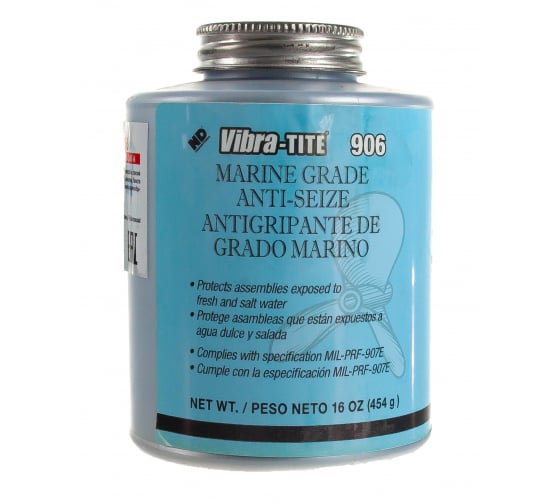 ND Vibra-TITE® 906
MARINE GRADE
ANTI-SEIZE
ANTIGRIPANTE DE
GRADO MARINO
• Protects assemblies exposed to
fresh and salt water
• Protege asambleas que están expuestos a
agua dulce y salada
• Complies with specification MIL-PRF-907E
• Cumple con la especificación MIL-PRF-907E
NET WT. / PESO NETO 16 OZ (454 g)